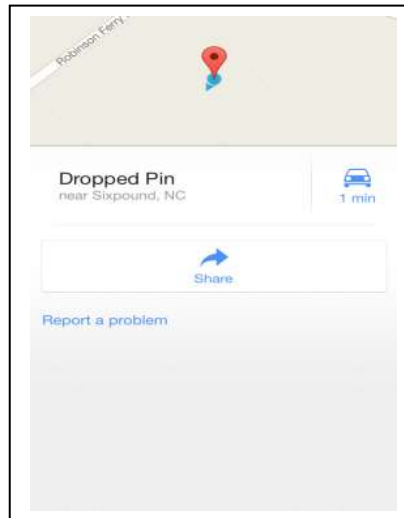 Robinson Ferry
Dropped Pin
near Sixpound, NC
1 min
Share
Report a problem